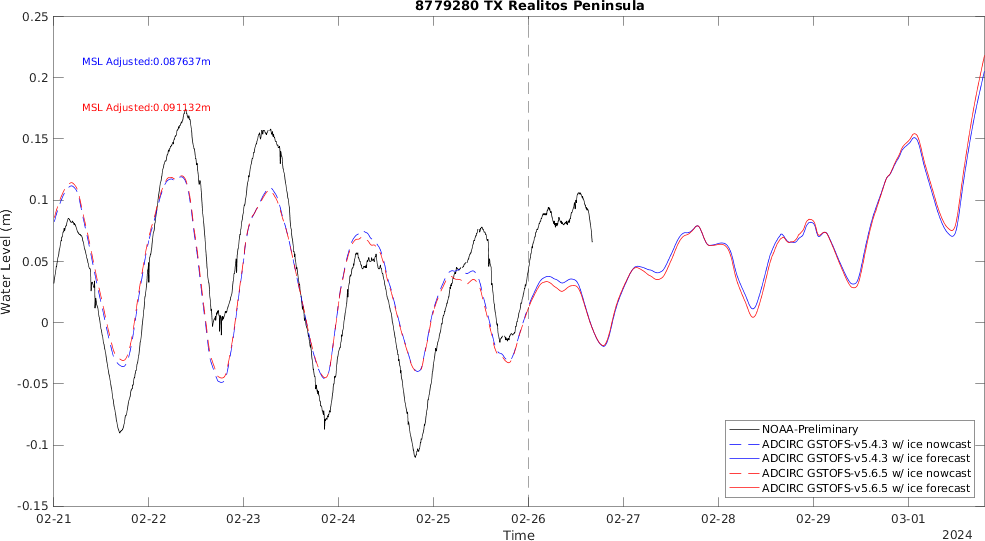 8779280 TX Realitos Peninsula
0.25
0.2
0.15
0.1
0.05
0
-0.05
-0.1
-0.15
Water Level (m)
MSL Adjusted:0.087637m
MSL Adjusted:0.091132m
NOAA-Preliminary
ADCIRC GSTOFS-v5.4.3 w/ ice nowcast
ADCIRC GSTOFS-v5.4.3 w/ ice forecast
ADCIRC GSTOFS-v5.6.5 w/ ice nowcast
ADCIRC GSTOFS-v5.6.5 w/ ice forecast
02-21 02-22 02-23 02-24 02-25 02-26 02-27 02-28 02-29 03-01
Time
2024